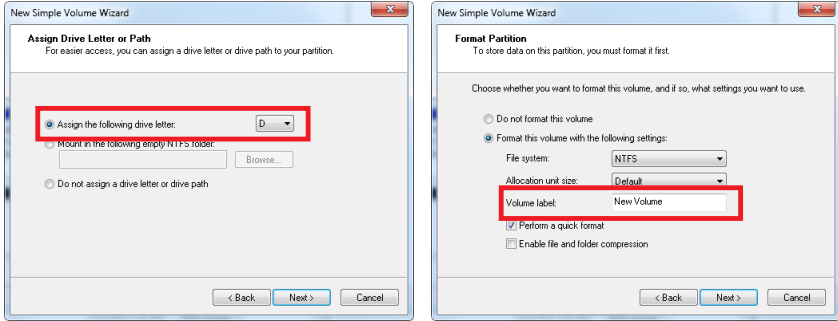 New Simple Volume Wizard
Assign Drive Letter or Path
For easier access, you can assign a drive letter or drive path to your partition.
Assign the following drive letter:
D
Mount in the following empty NTFS folder:
Browse...
Do not assign a drive letter or drive path
< Back
Next >
Cancel
New Simple Volume Wizard
Format Partition
To store data on this partition, you must format it first.
Choose whether you want to format this volume, and if so, what settings you want to use.
Do not format this volume
Format this volume with the following settings:
File system:
NTFS
Allocation unit size:
Default
Volume label:
New Volume
Perform a quick format
Enable file and folder compression
< Back
Next >
Cancel